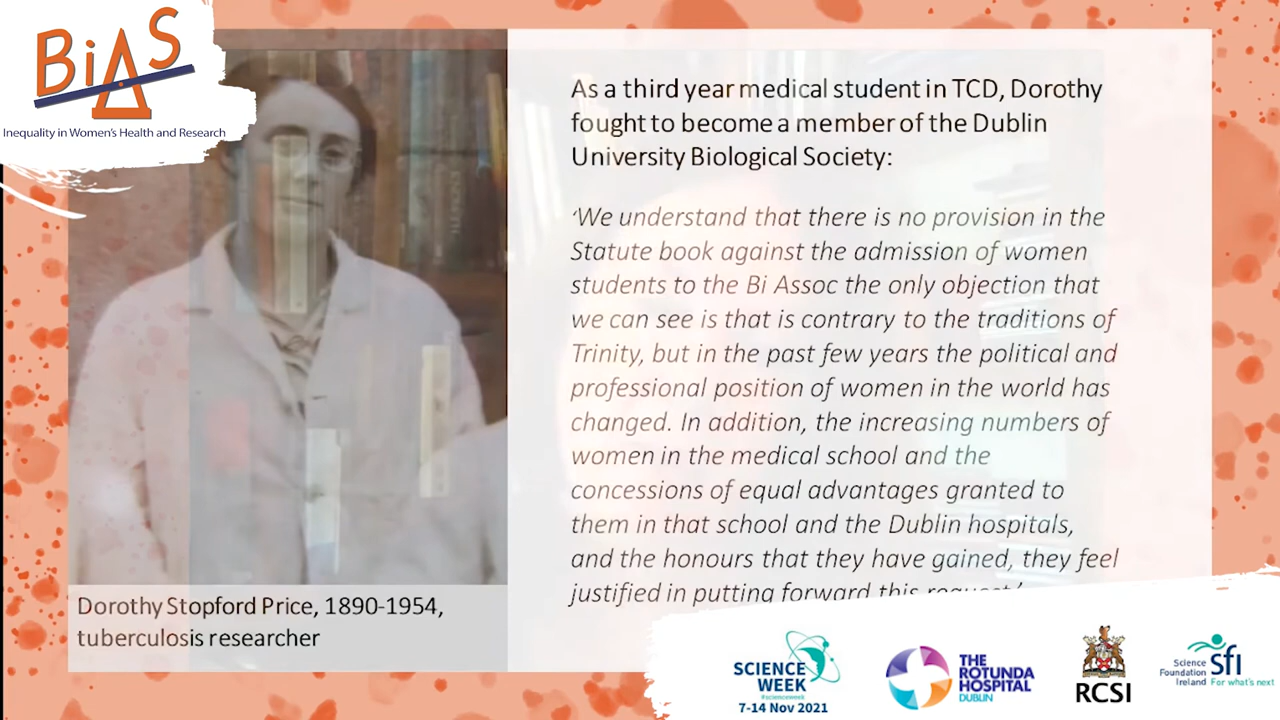 BiAS
Inequality in Women's Health and Research
As a third year medical student in TCD, Dorothy
fought to become a member of the Dublin
University Biological Society:
‘We understand that there is no provision in the
Statute book against the admission of women
students to the Bi Assoc the only objection that
we can see is that is contrary to the traditions of
Trinity, but in the past few years the political and
professional position of women in the world has
changed. In addition, the increasing numbers of
women in the medical school and the
concessions of equal advantages granted to
them in that school and the Dublin hospitals,
and the honours that they have gained, they feel
justified in putting forward this request.’
Dorothy Stopford Price, 1890-1954,
tuberculosis researcher
SCIENCE
WEEK
#scienceweek
7-14 Nov 2021
THE
ROTUNDA
HOSPITAL
DUBLIN
RCSI
Science
Foundation
Ireland
sfi
For what's next